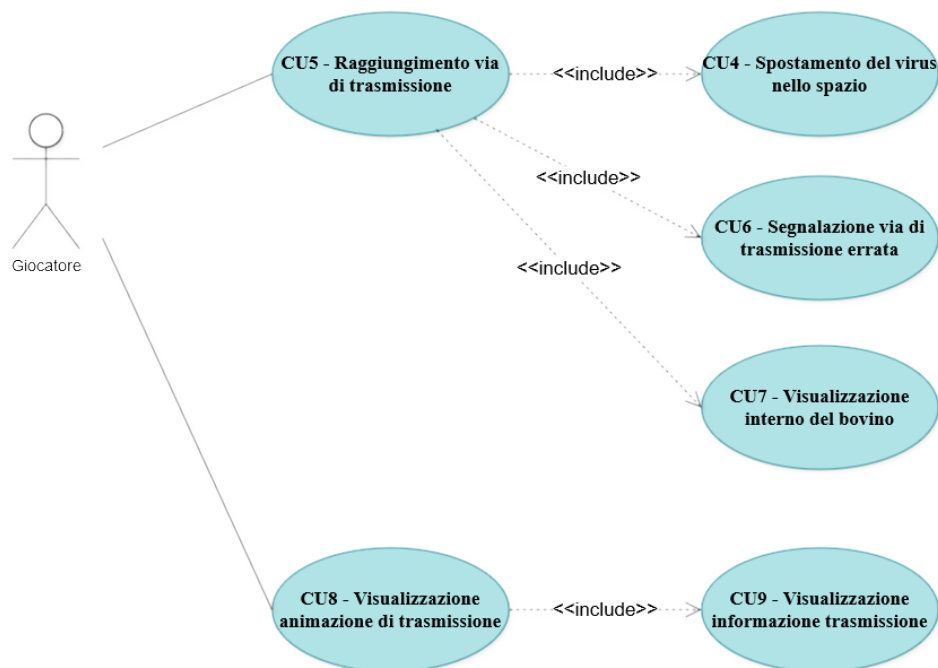 CU5 - Raggiungimento via
di trasmissione
<<include>>
CU4 - Spostamento del virus
nello spazio
<<include>>
CU6 - Segnalazione via di
trasmissione errata
Giocatore
<<include>>
CU7 - Visualizzazione
interno del bovino
CU8 - Visualizzazione
animazione di trasmissione
<<include>>
CU9 - Visualizzazione
informazione trasmissione